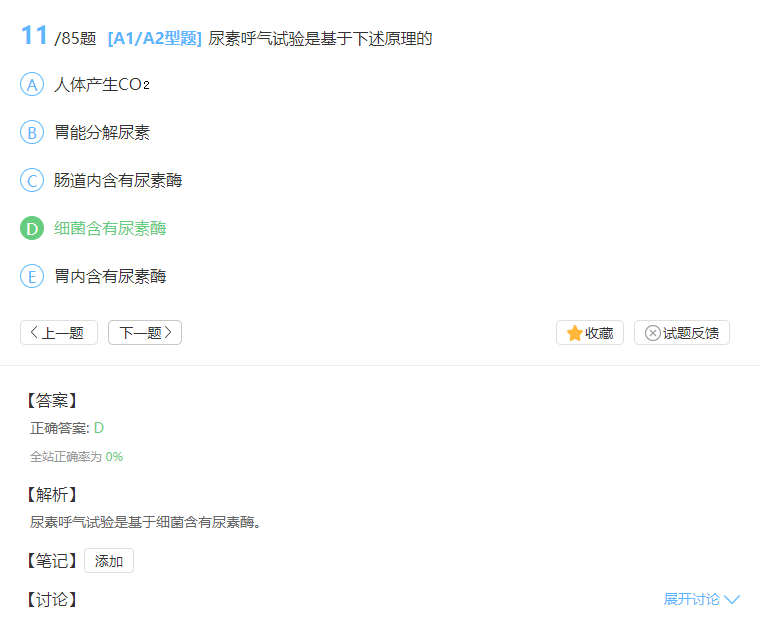 11 /85题 [A1/A2型题] 尿素呼气试验是基于下述原理的
A 人体产生CO2
B 胃能分解尿素
C 肠道内含有尿素酶
D 细菌含有尿素酶
E 胃内含有尿素酶
上一题 下一题 收藏 试题反馈
【答案】
正确答案: D
全站正确率为 0%
【解析】
尿素呼气试验是基于细菌含有尿素酶。
【笔记】 添加
【讨论】 展开讨论